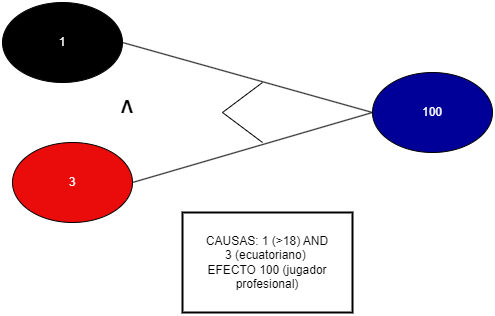 1
100
∧
3
CAUSAS: 1 (>18) AND
3 (ecuatoriano)
EFECTO 100 (jugador
profesional)